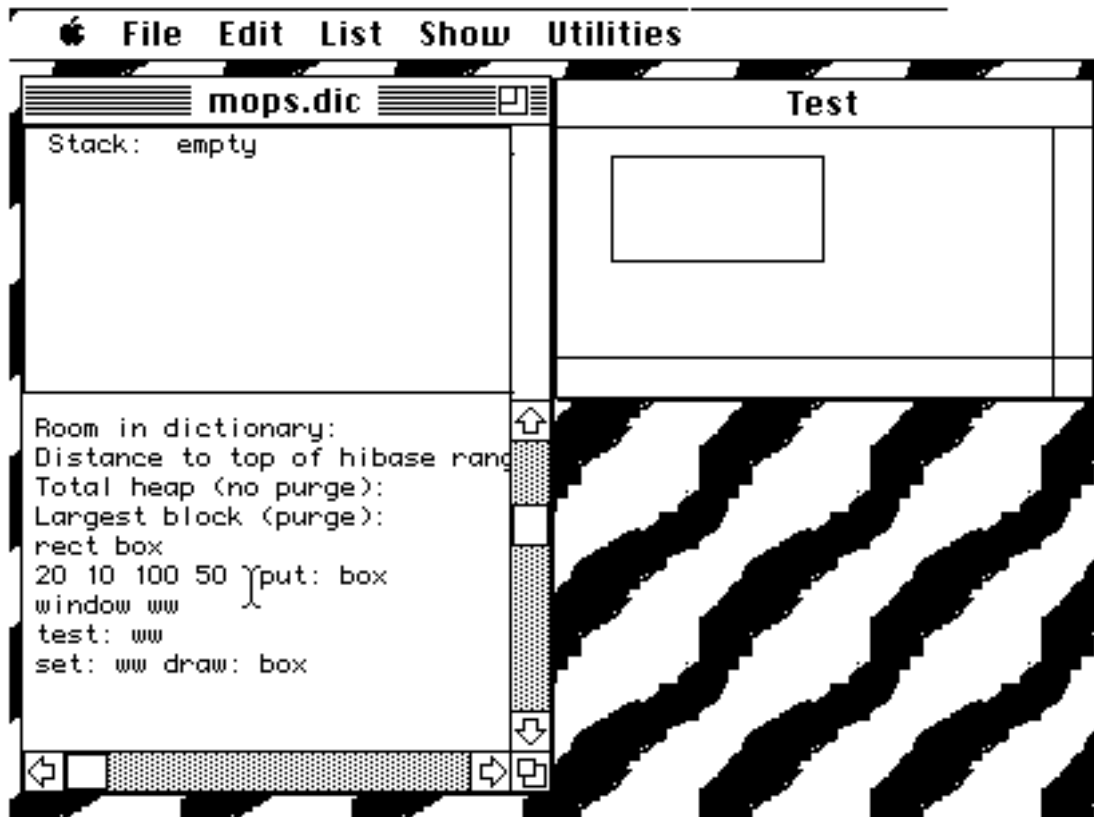 File Edit List Show Utilities
mops.dic
Stack: empty
Room in dictionary:
Distance to top of hibase rang
Total heap (no purge):
Largest block (purge):
rect box
20 10 100 50 put: box
window ww
test: ww
set: ww draw: box
Test